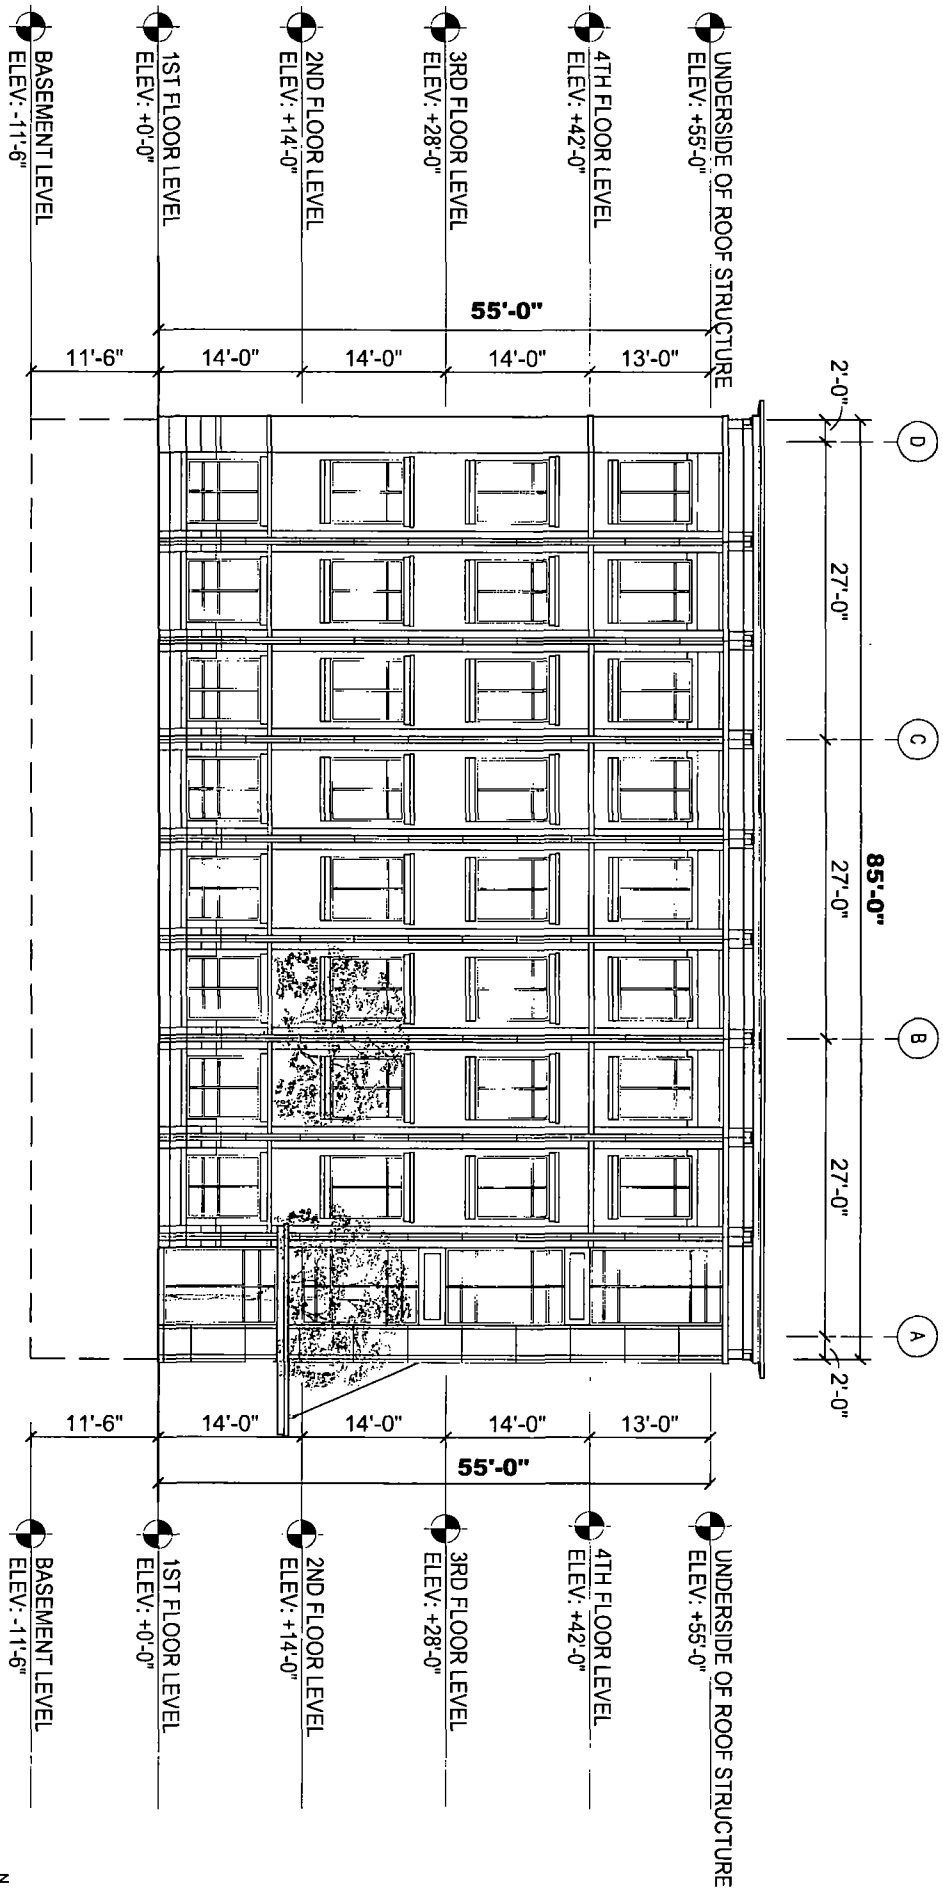 D
C
B
A
85'-0"
2'-0"
27'-0"
27'-0"
27'-0"
2'-0"
UNDERSIDE OF ROOF STRUCTURE
ELEV: +55'-0"
4TH FLOOR LEVEL
ELEV: +42'-0"
3RD FLOOR LEVEL
ELEV: +28'-0"
2ND FLOOR LEVEL
ELEV: +14'-0"
1ST FLOOR LEVEL
ELEV: +0'-0"
BASEMENT LEVEL
ELEV: -11'-6"
55'-0"
13'-0"
14'-0"
14'-0"
14'-0"
11'-6"
13'-0"
14'-0"
14'-0"
14'-0"
11'-6"
55'-0"
UNDERSIDE OF ROOF STRUCTURE
ELEV: +55'-0"
4TH FLOOR LEVEL
ELEV: +42'-0"
3RD FLOOR LEVEL
ELEV: +28'-0"
2ND FLOOR LEVEL
ELEV: +14'-0"
1ST FLOOR LEVEL
ELEV: +0'-0"
BASEMENT LEVEL
ELEV: -11'-6"